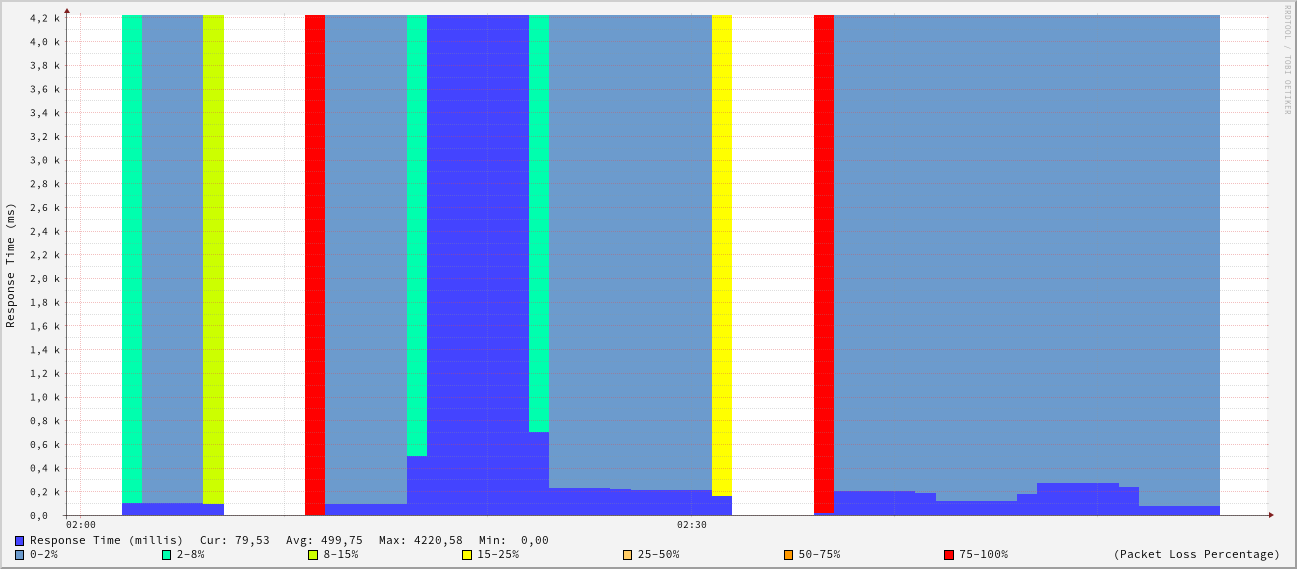 4,2 k
4,0 k
3,8 k
3,6 k
3,4 k
3,2 k
3,0 k
2,8 k
2,6 k
2,4 k
2,2 k
2,0 k
1,8 k
1,6 k
1,4 k
1,2 k
1,0 k
0,8 k
0,6 k
0,4 k
0,2 k
0,0
Response Time (ms)
RRDTOOL / TOBI OETIKER
02:00 02:30
Response Time (millis) Cur: 79,53 Avg: 499,75 Max: 4220,58 Min: 0,00
0-2% 2-8% 8-15% 15-25% 25-50% 50-75% 75-100% (Packet Loss Percentage)